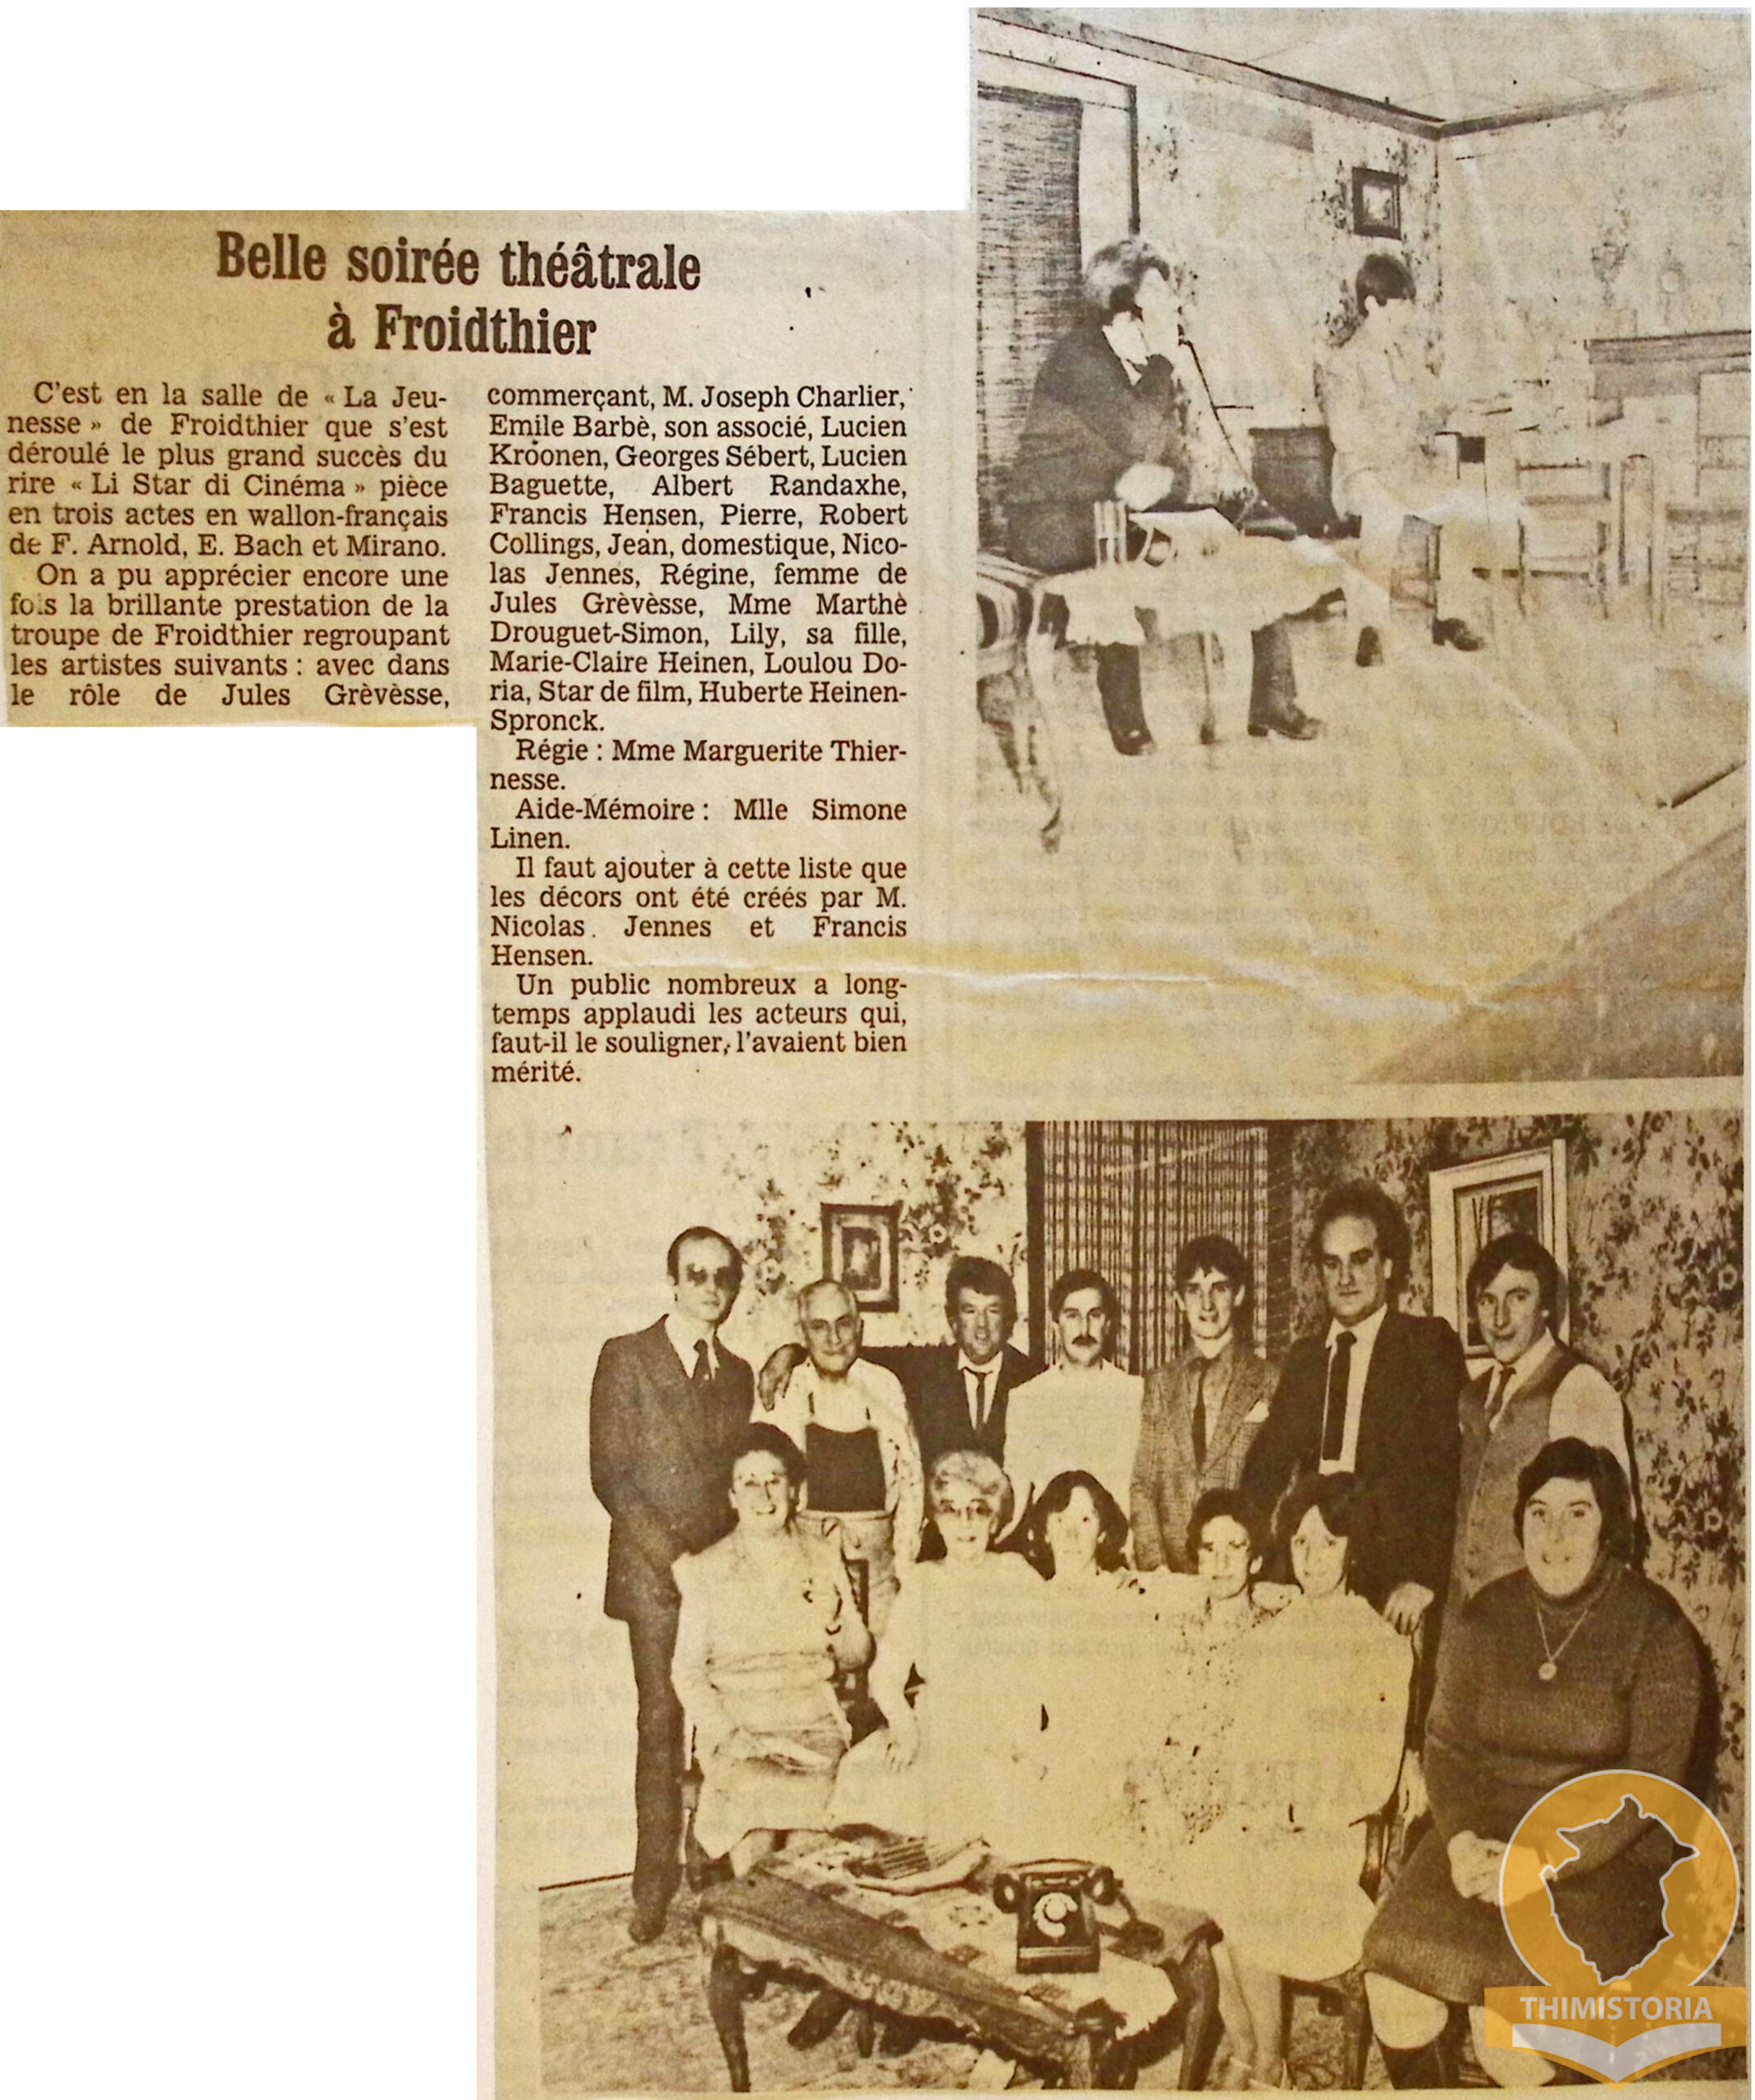 Belle soirée théâtrale
à Froidthier
C'est en la salle de « La Jeu-
nesse » de Froidthier que s'est
déroulé le plus grand succès du
rire « Li Star di Cinéma » pièce
en trois actes en wallon-français
de F. Arnold, E. Bach et Mirano.
On a pu apprécier encore une
fois la brillante prestation de la
troupe de Froidthier regroupant
les artistes suivants : avec dans
le rôle de Jules Grèvèsse,
commerçant, M. Joseph Charlier,
Emile Barbè, son associé, Lucien
Kroonen, Georges Sébert, Lucien
Baguette, Albert Randaxhe,
Francis Hensen, Pierre, Robert
Collings, Jean, domestique, Nico-
las Jennes, Régine, femme de
Jules Grèvèsse, Mme Marthè
Drouguet-Simon, Lily, sa fille,
Marie-Claire Heinen, Loulou Do-
ria, Star de film, Huberte Heinen-
Spronck.
Régie : Mme Marguerite Thier-
nesse.
Aide-Mémoire : Mlle Simone
Linen.
Il faut ajouter à cette liste que
les décors ont été créés par M.
Nicolas Jennes et Francis
Hensen.
Un public nombreux a long-
temps applaudi les acteurs qui,
faut-il le souligner, l'avaient bien
mérité.
THIMISTORIA